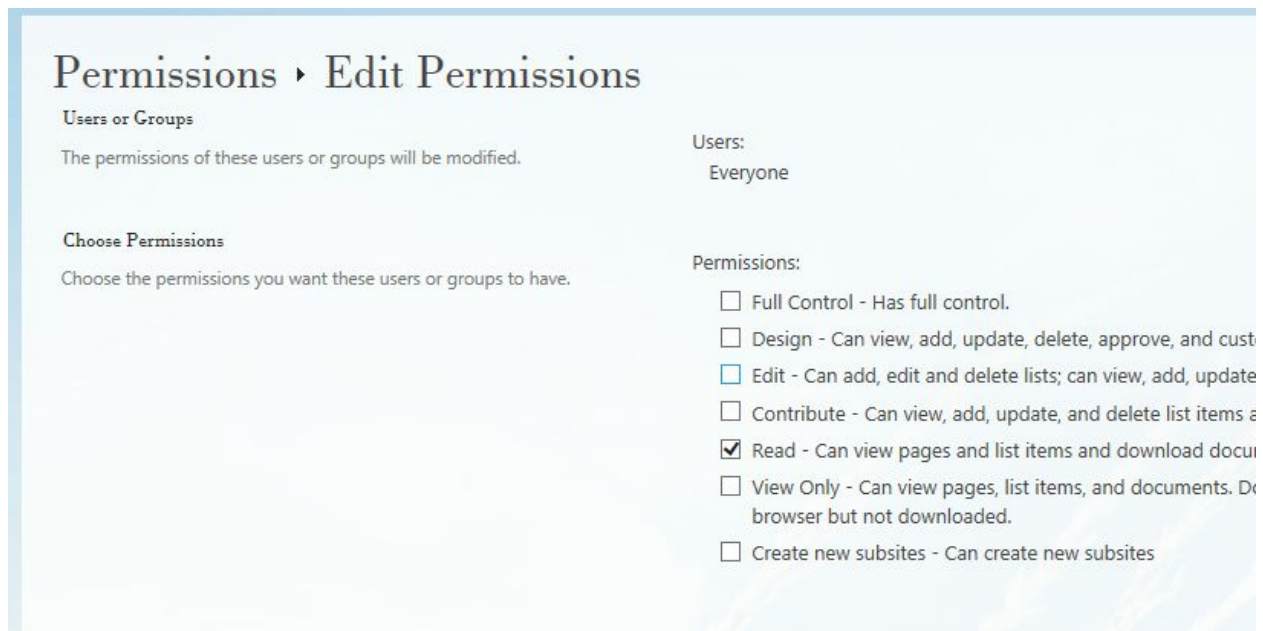 Permissions ▸ Edit Permissions
Users or Groups
The permissions of these users or groups will be modified.
Users:
Everyone
Choose Permissions
Choose the permissions you want these users or groups to have.
Permissions:
Full Control - Has full control.
Design - Can view, add, update, delete, approve, and
Edit - Can add, edit and delete lists; can view, add, update
Contribute - Can view, add, update, and delete list items
Read - Can view pages and list items and download
View Only - Can view pages, list items, and documents.
browser but not downloaded.
Create new subsites - Can create new subsites